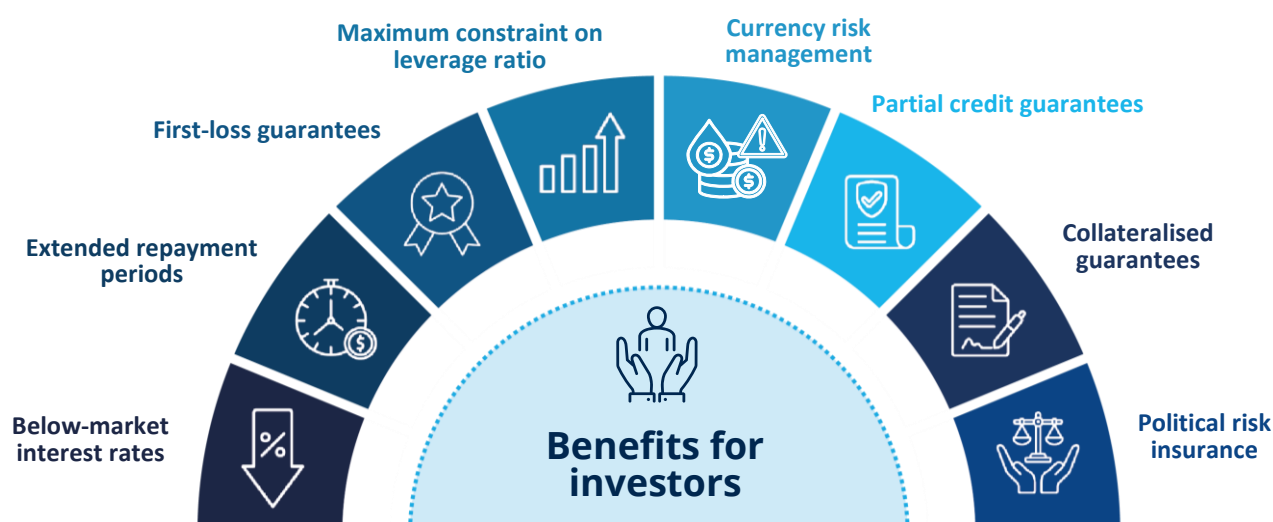 Maximum constraint on
leverage ratio
Currency risk
management
First-loss guarantees
Partial credit guarantees
Extended repayment
periods
Collateralised
guarantees
Below-market
interest rates
Political risk
insurance
%
$
$
$
!
Benefits for
investors